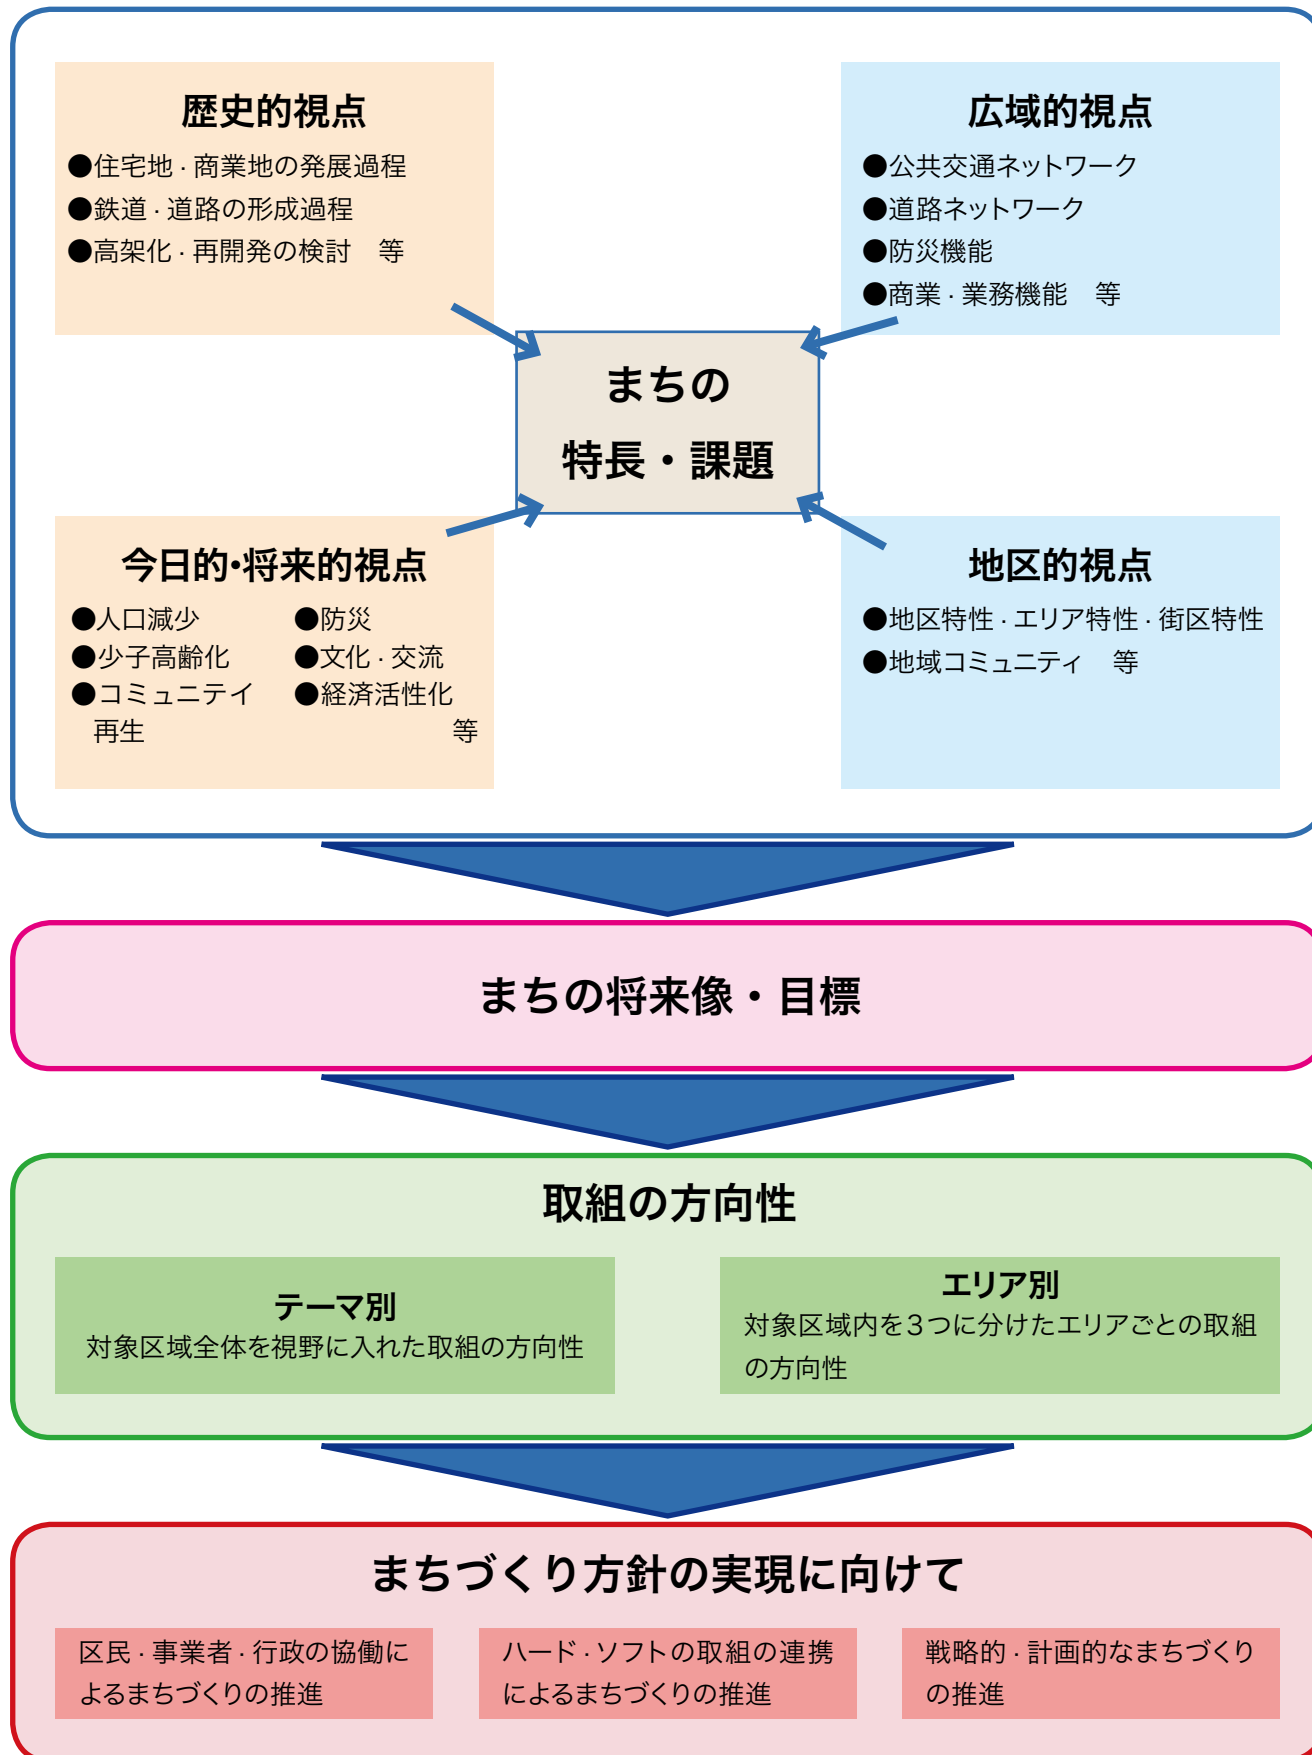 歴史的視点
●住宅地・商業地の発展過程
●鉄道・道路の形成過程
●高架化・再開発の検討　等
広域的視点
●公共交通ネットワーク
●道路ネットワーク
●防災機能
●商業・業務機能　等
まちの
特長・課題
今日的・将来的視点
●人口減少
●少子高齢化
●コミュニテイ
再生
●防災
●文化・交流
●経済活性化
等
地区的視点
●地区特性・エリア特性・街区特性
●地域コミュニティ　等
まちの将来像・目標
取組の方向性
テーマ別
対象区域全体を視野に入れた取組の方向性
エリア別
対象区域内を３つに分けたエリアごとの取組
の方向性
まちづくり方針の実現に向けて
区民・事業者・行政の協働に
よるまちづくりの推進
ハード・ソフトの取組の連携
によるまちづくりの推進
戦略的・計画的なまちづくり
の推進